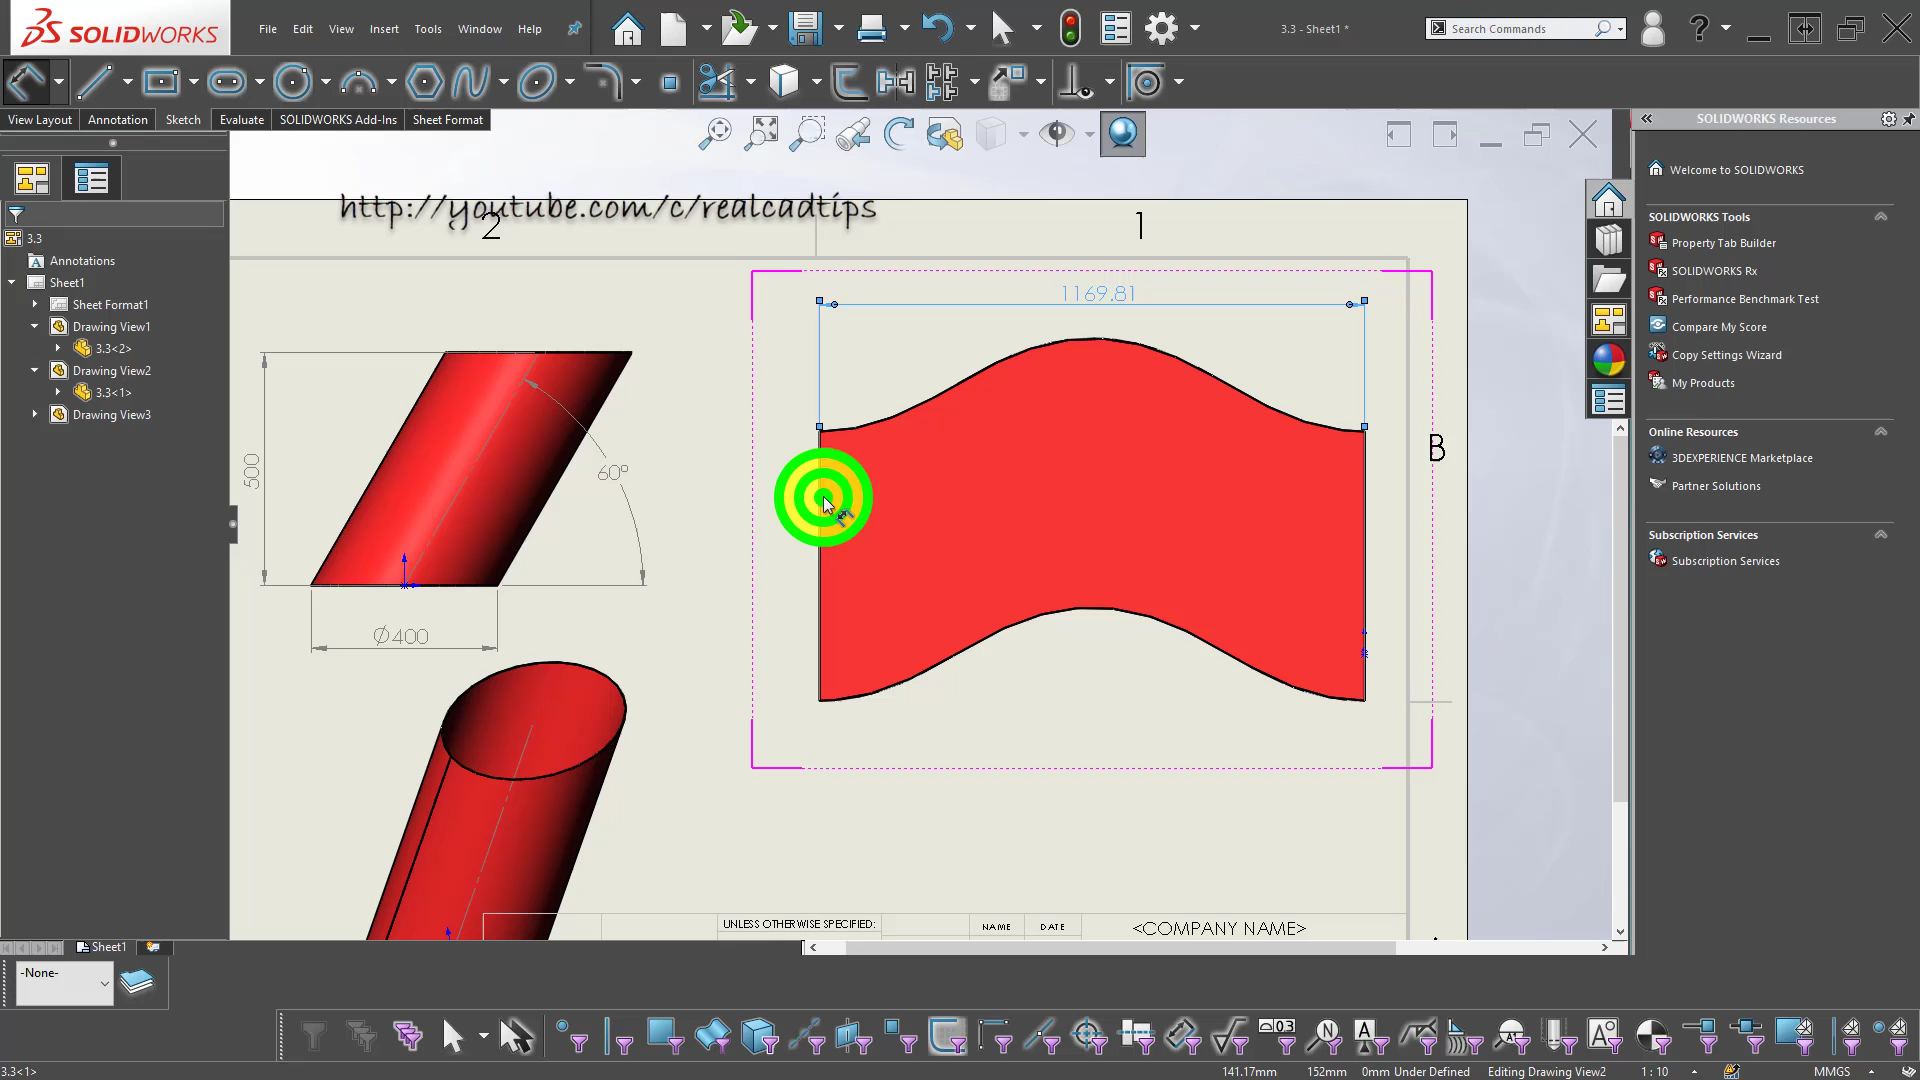 SOLIDWORKS
File Edit View Insert Tools Window Help
3.3 - Sheet1 *
Search Commands
View Layout Annotation Sketch Evaluate SOLIDWORKS Add-Ins Sheet Format
SOLIDWORKS Resources
http://youtube.com/c/realcadtips
2 1
3.3
Annotations
Sheet1
Sheet Format1
Drawing View1
3.3<2>
Drawing View2
3.3<1>
Drawing View3
1169.81
500
60°
Ø400
B
UNLESS OTHERWISE SPECIFIED:
NAME DATE
<COMPANY NAME>
Welcome to SOLIDWORKS
SOLIDWORKS Tools
Property Tab Builder
SOLIDWORKS Rx
Performance Benchmark Test
Compare My Score
Copy Settings Wizard
My Products
Online Resources
3DEXPERIENCE Marketplace
Partner Solutions
Subscription Services
Subscription Services
Sheet1
-None-
3.3<1>
141.17mm 152mm 0mm Under Defined Editing Drawing View2 1 : 10 MMGS